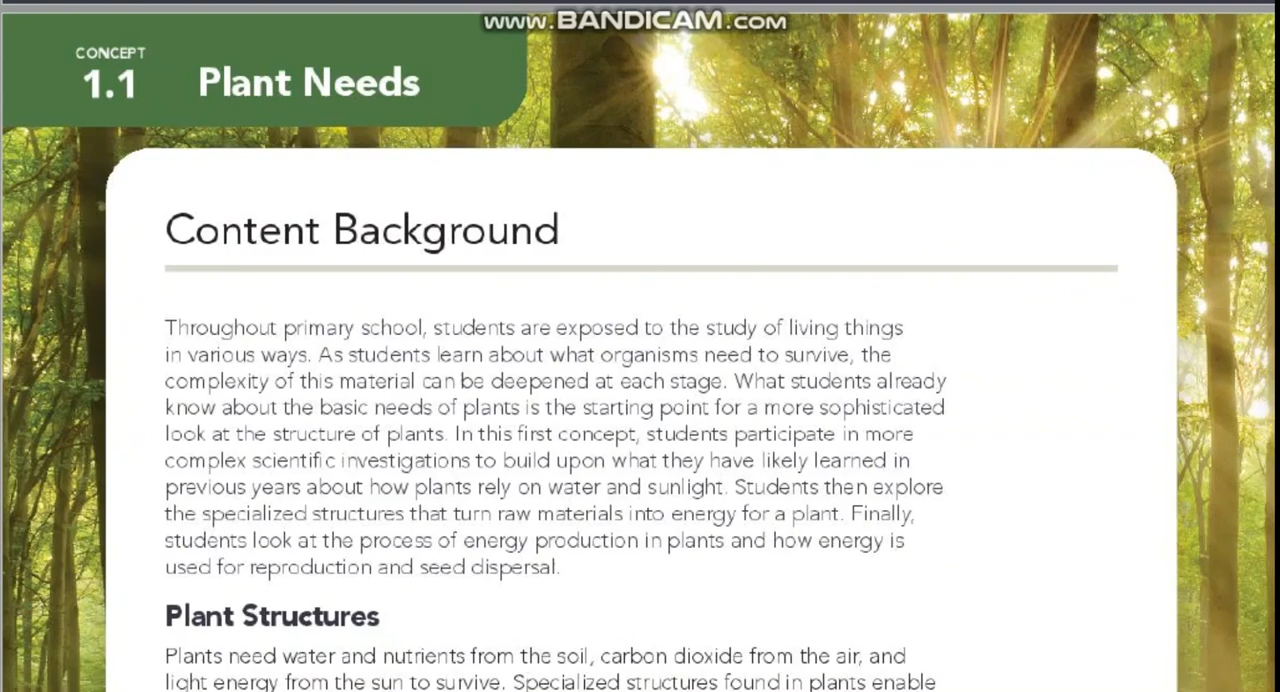 www.BANDICAM.com
CONCEPT
1.1 Plant Needs
Content Background
Throughout primary school, students are exposed to the study of living things
in various ways. As students learn about what organisms need to survive, the
complexity of this material can be deepened at each stage. What students already
know about the basic needs of plants is the starting point for a more sophisticated
look at the structure of plants. In this first concept, students participate in more
complex scientific investigations to build upon what they have likely learned in
previous years about how plants rely on water and sunlight. Students then explore
the specialized structures that turn raw materials into energy for a plant. Finally,
students look at the process of energy production in plants and how energy is
used for reproduction and seed dispersal.
Plant Structures
Plants need water and nutrients from the soil, carbon dioxide from the air, and
light energy from the sun to survive. Specialized structures found in plants enable